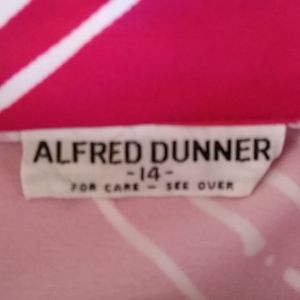 ALFRED DUNNER
-14-
FOR CARE - SEE OVER